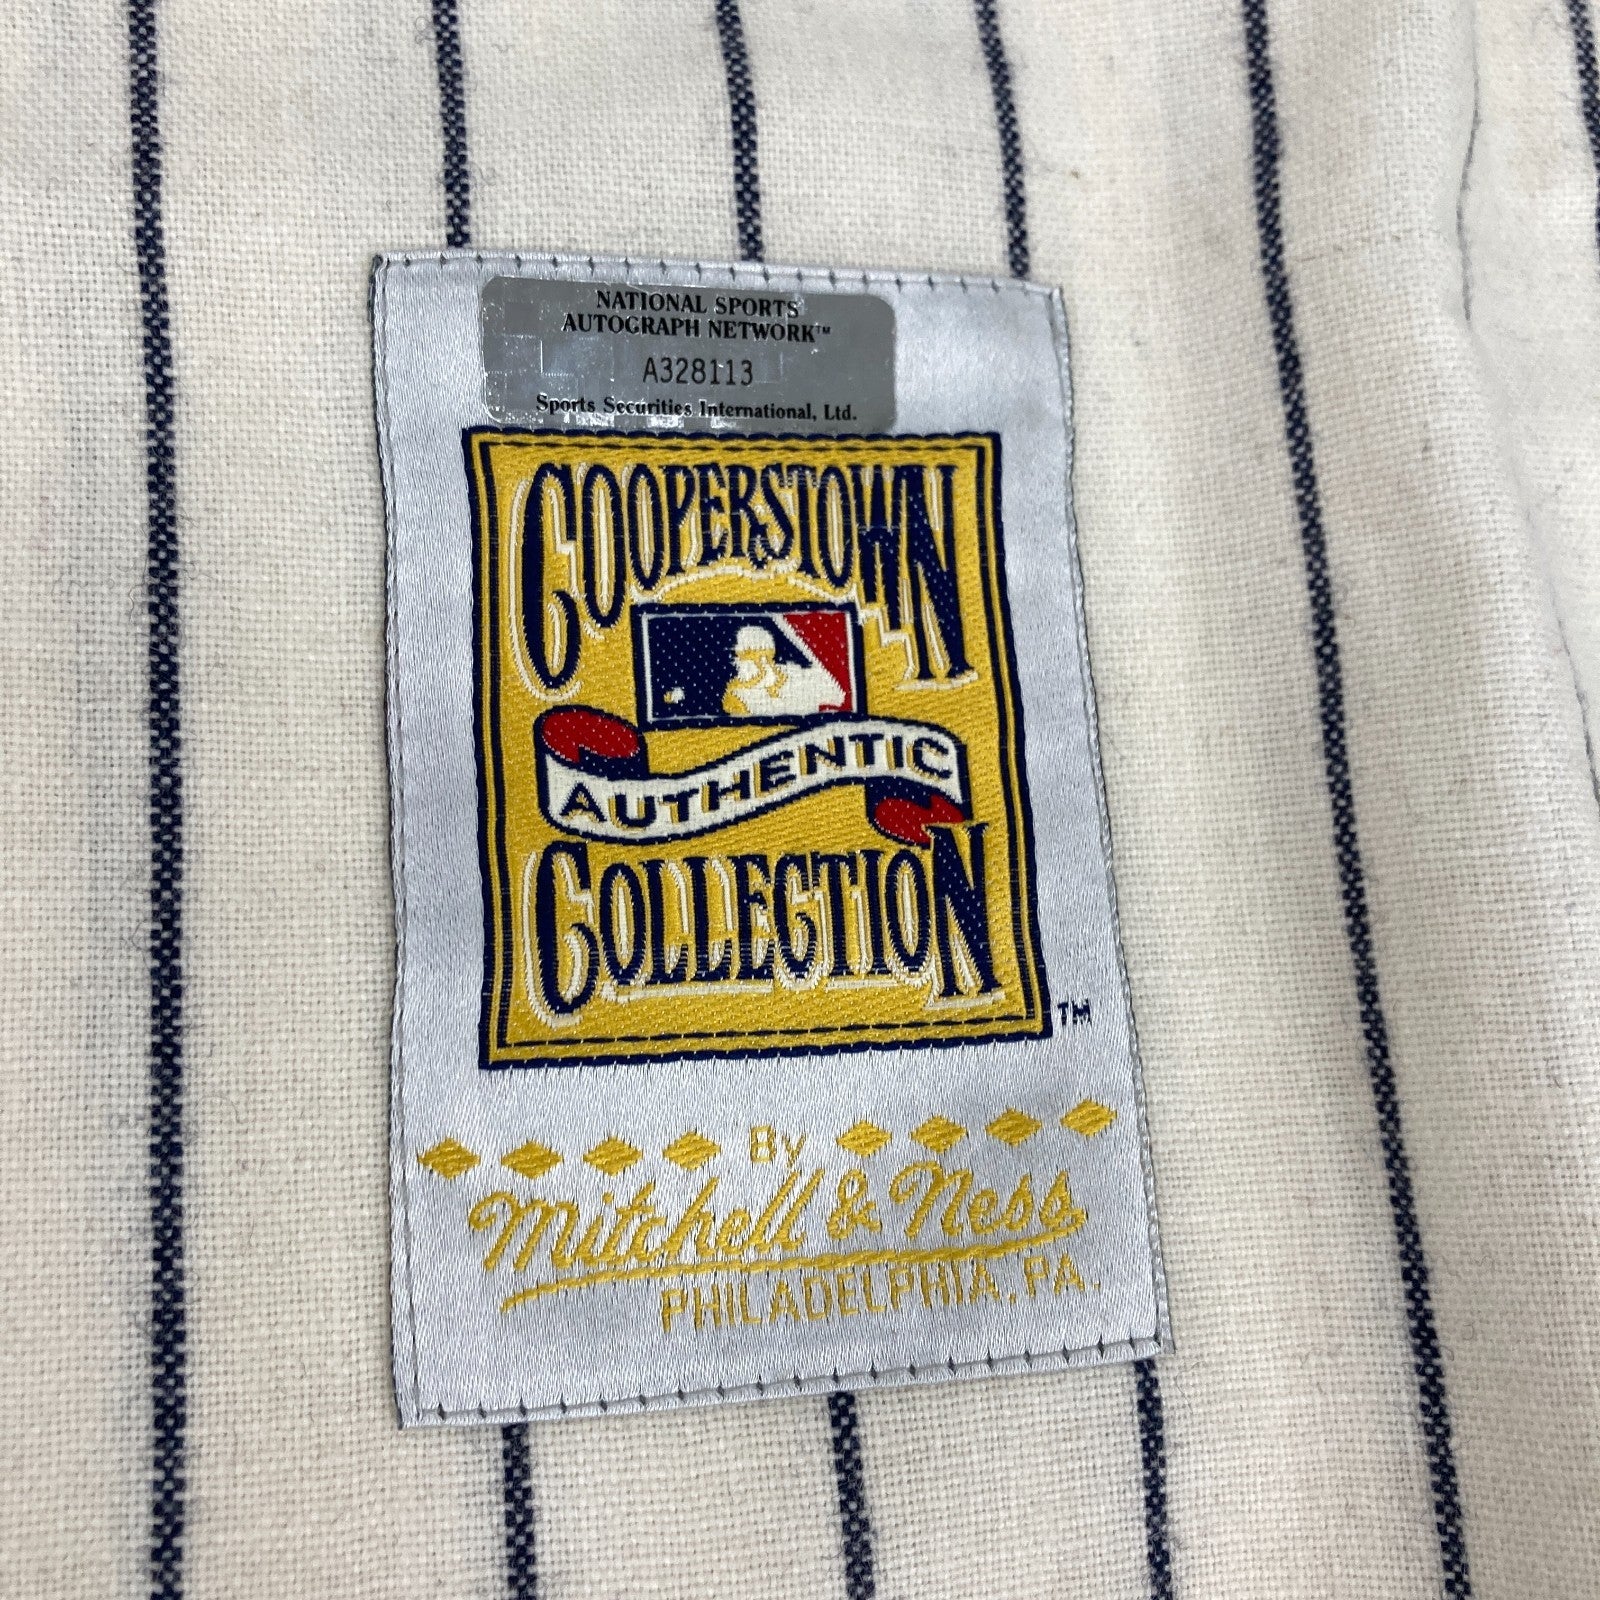 NATIONAL SPORTS
AUTOGRAPH NETWORK™
A328113
Sports Securities International, Ltd.
COOPERSTOWN
AUTHENTIC
COLLECTION
™
By
Mitchell & Ness
PHILADELPHIA, PA.